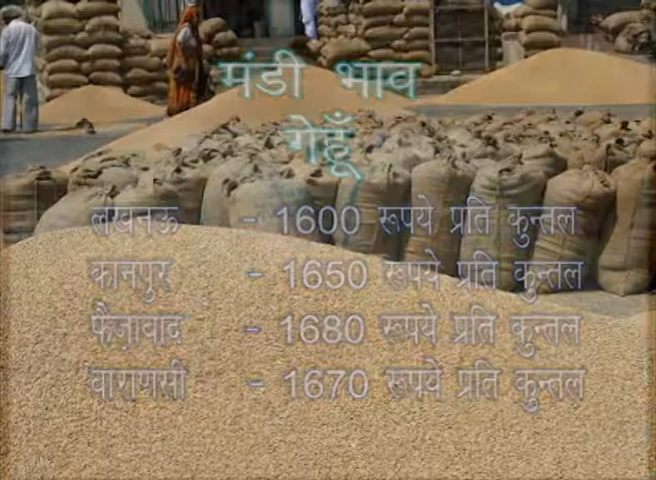 मंडी भाव
गेहूँ
लखनऊ - 1600 रूपये प्रति कुन्तल
कानपुर - 1650 रूपये प्रति कुन्तल
फैज़ाबाद - 1680 रूपये प्रति कुन्तल
वाराणसी - 1670 रूपये प्रति कुन्तल